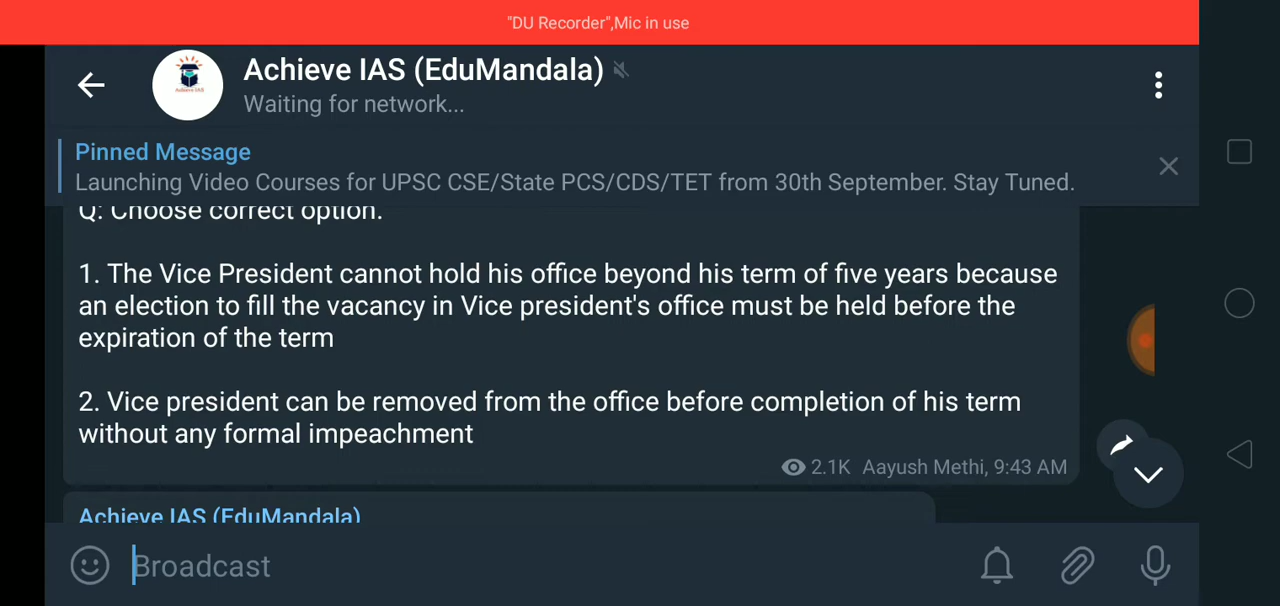 "DU Recorder",Mic in use
Achieve IAS (EduMandala)
Waiting for network...
Pinned Message
Launching Video Courses for UPSC CSE/State PCS/CDS/TET from 30th September. Stay Tuned.
Q: Choose correct option.
1. The Vice President cannot hold his office beyond his term of five years because
an election to fill the vacancy in Vice president's office must be held before the
expiration of the term
2. Vice president can be removed from the office before completion of his term
without any formal impeachment
2.1K Aayush Methi, 9:43 AM
Achieve IAS (EduMandala)
Broadcast